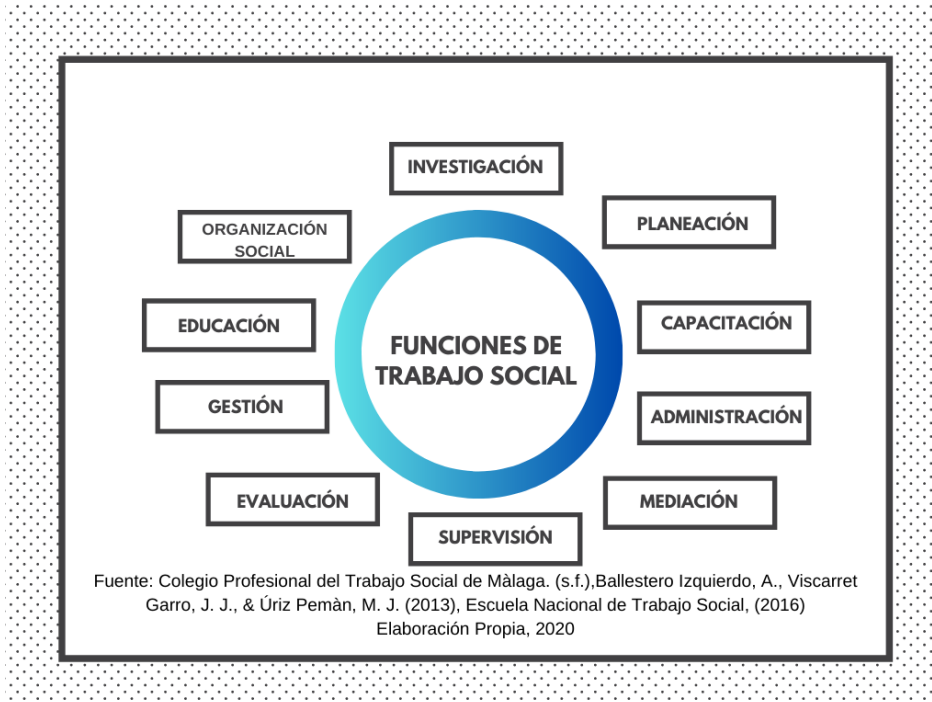 INVESTIGACIÓN
PLANEACIÓN
ORGANIZACIÓN
SOCIAL
CAPACITACIÓN
EDUCACIÓN
FUNCIONES DE
TRABAJO SOCIAL
GESTIÓN
ADMINISTRACIÓN
EVALUACIÓN
MEDIACIÓN
SUPERVISIÓN
Fuente: Colegio Profesional del Trabajo Social de Màlaga. (s.f.),Ballestero Izquierdo, A., Viscarret
Garro, J. J., & Úriz Pemàn, M. J. (2013), Escuela Nacional de Trabajo Social, (2016)
Elaboración Propia, 2020